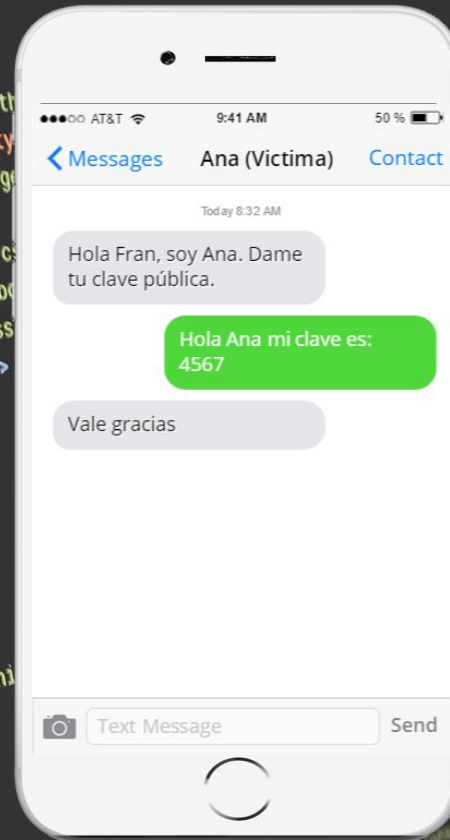 AT&T
9:41 AM
50 %
Messages
Ana (Victima)
Contact
Today 8:32 AM
Hola Fran, soy Ana. Dame
tu clave pública.
Hola Ana mi clave es:
4567
Vale gracias
Text Message
Send